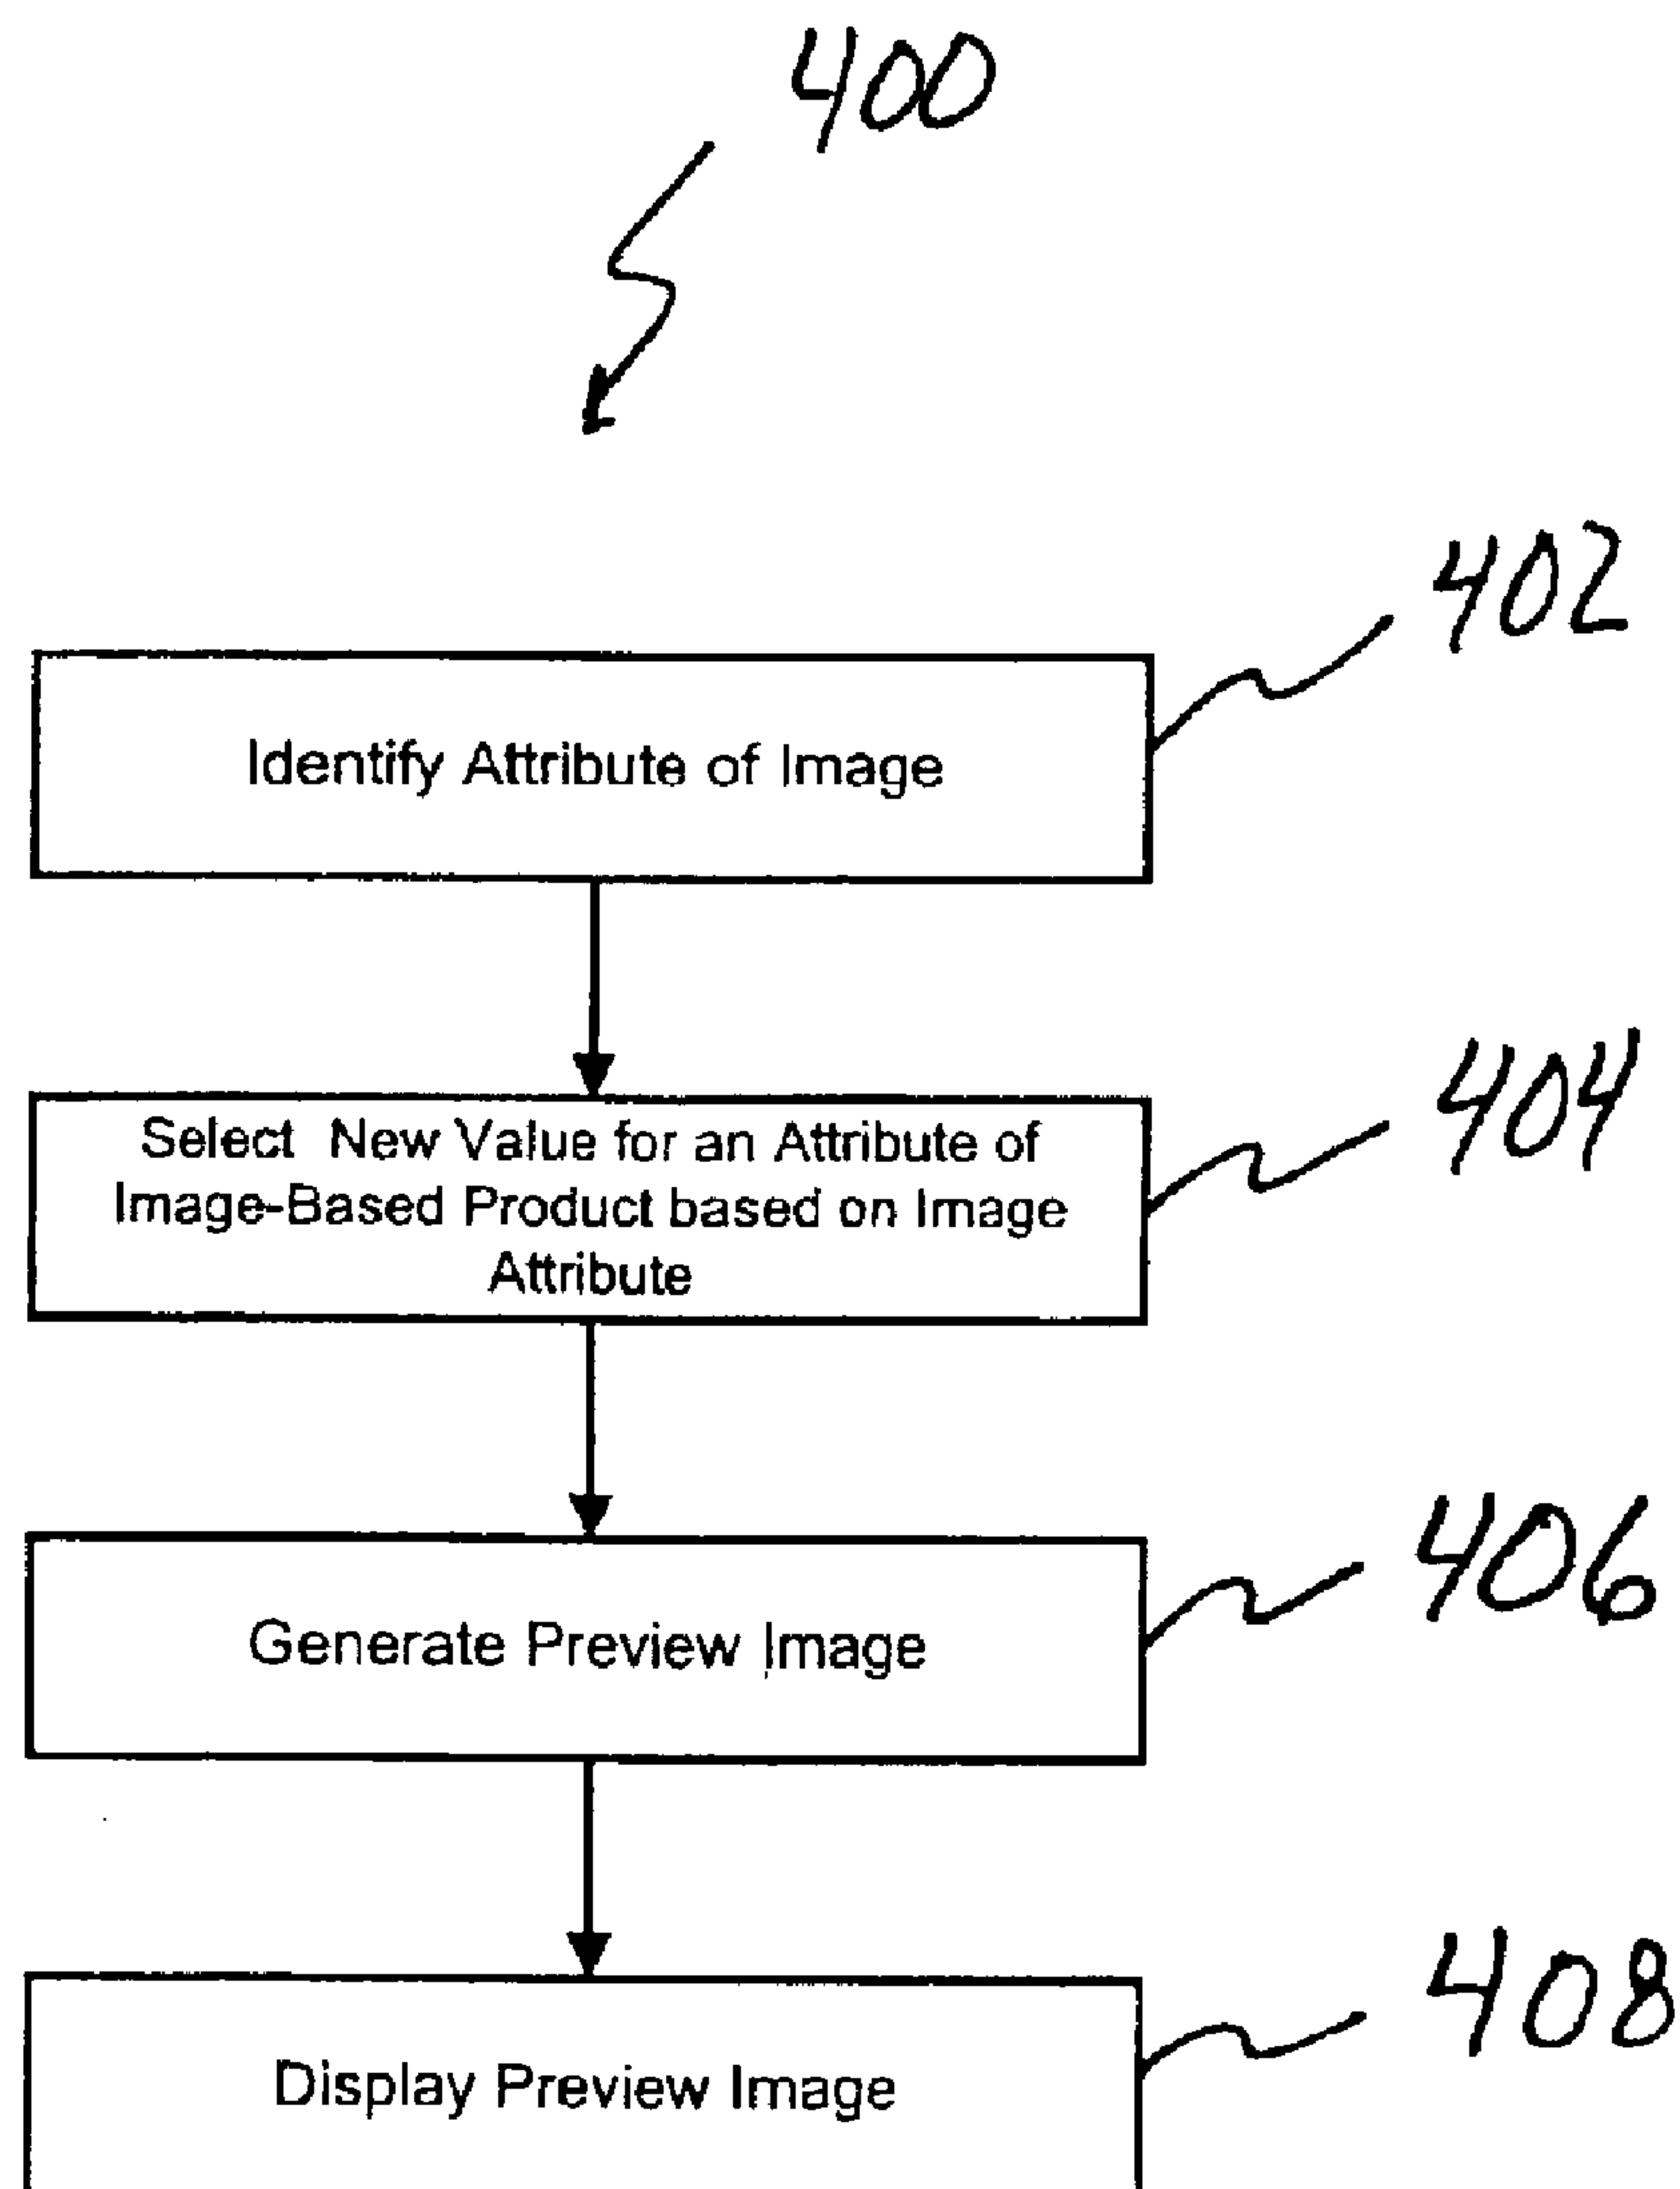 400
402
Identify Attribute of Image
404
Select New Value for an Attribute of
Image-Based Product based on Image
Attribute
406
Generate Preview Image
408
Display Preview Image